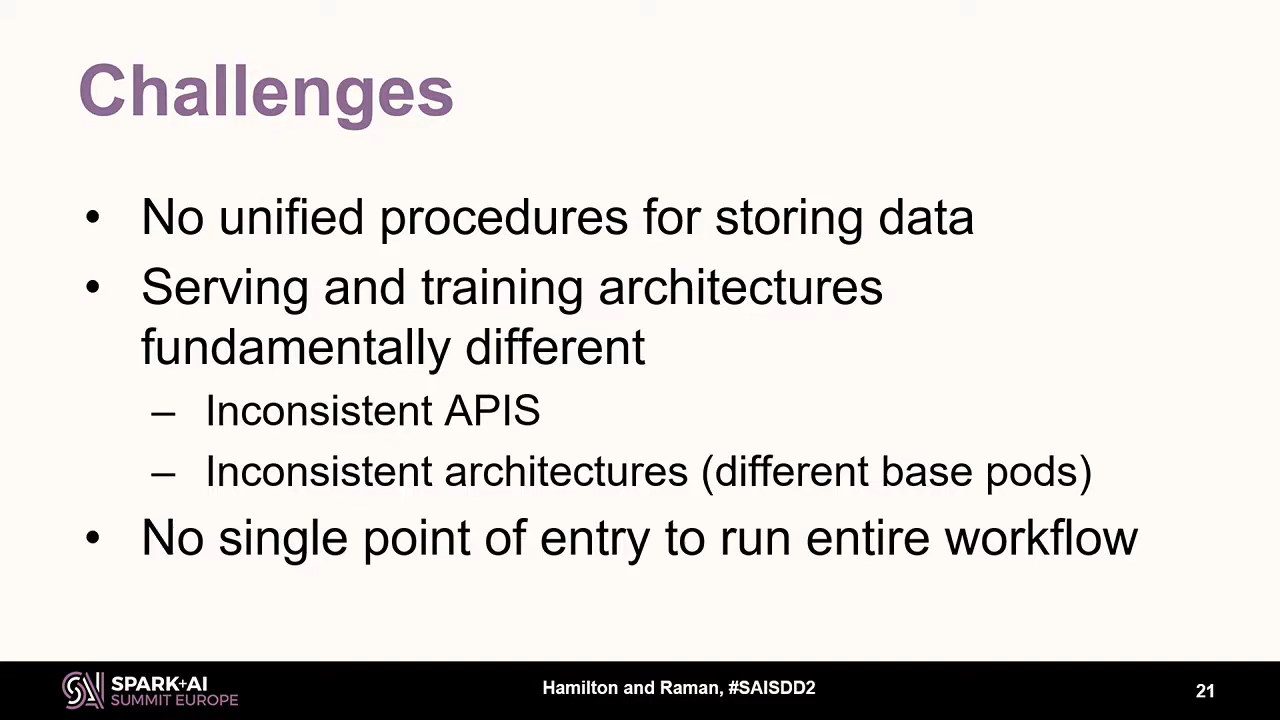 Challenges
• No unified procedures for storing data
• Serving and training architectures
fundamentally different
– Inconsistent APIS
– Inconsistent architectures (different base pods)
• No single point of entry to run entire workflow
SPARK+AI
SUMMIT EUROPE
Hamilton and Raman, #SAISDD2
21